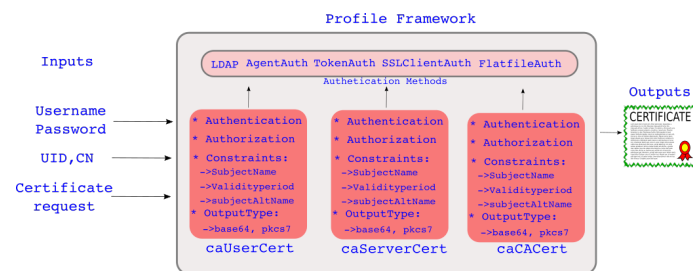 Profile Framework
Inputs
LDAP AgentAuth TokenAuth SSLClientAuth FlatfileAuth
Authetication Methods
Outputs
Username
Password
UID,CN
Certificate
request
* Authentication
* Authorization
* Constraints:
->SubjectName
->Validityperiod
->subjectAltName
* OutputType:
->base64, pkcs7
caUserCert
* Authentication
* Authorization
* Constraints:
->SubjectName
->Validityperiod
->subjectAltName
* OutputType:
->base64, pkcs7
caServerCert
* Authentication
* Authorization
* Constraints:
->SubjectName
->Validityperiod
->subjectAltName
* OutputType:
->base64, pkcs7
caCACert
CERTIFICATE